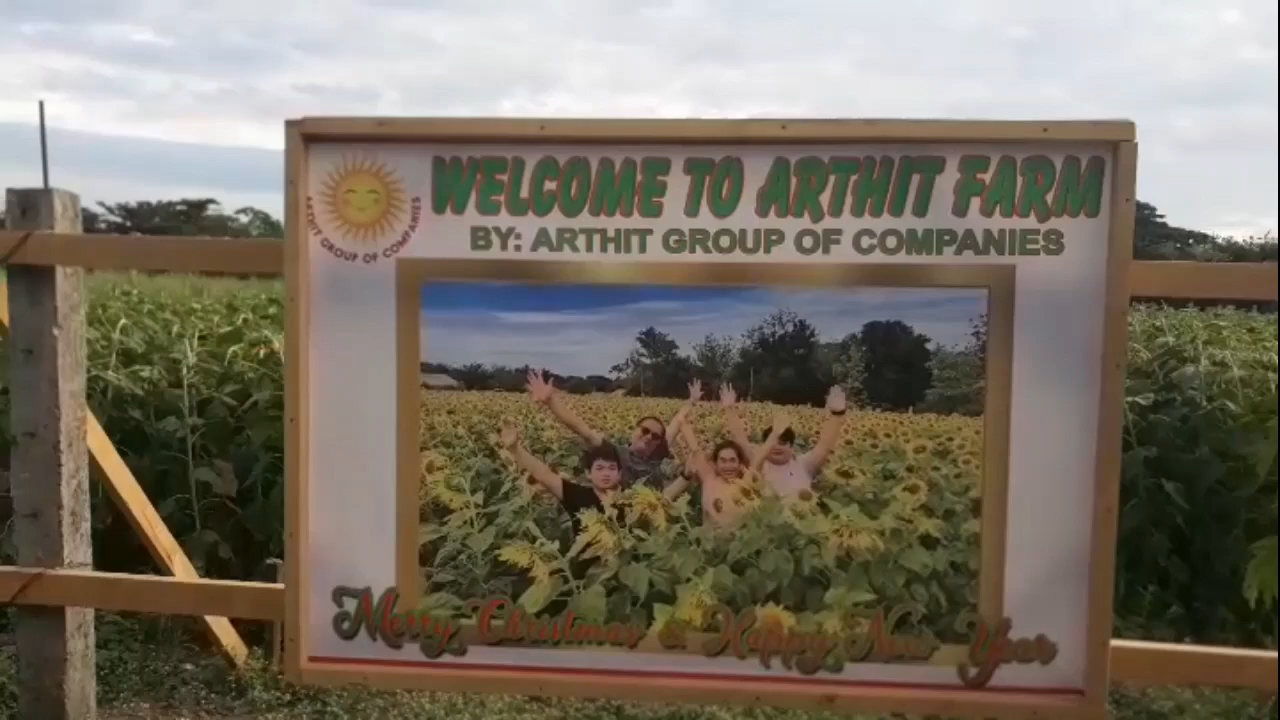 WELCOME TO ARTHIT FARM
BY: ARTHIT GROUP OF COMPANIES
ARTHIT GROUP OF COMPANIES
Merry Christmas & Happy New Year